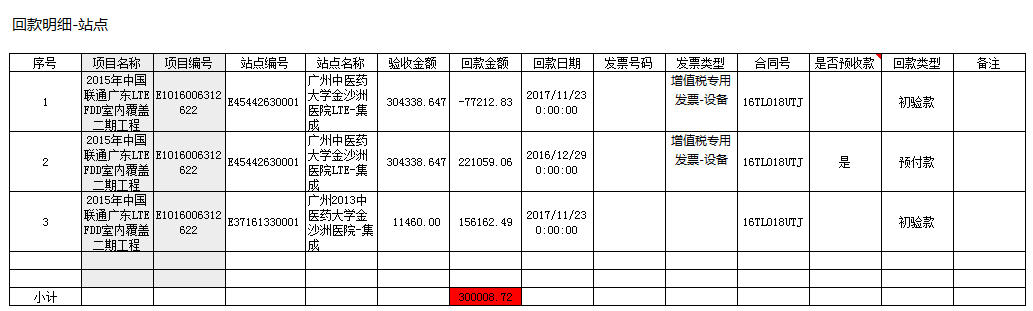 回款明细-站点
序号 项目名称 项目编号 站点编号 站点名称 验收金额 回款金额 回款日期 发票号码 发票类型 合同号 是否预收款 回款类型 备注
1 2015年中国联通广东LTE FDD室内覆盖二期工程 E1016006312622 E45442630001 广州中医药大学金沙洲医院LTE-集成 304338.647 -77212.83 2017/11/23 0:00:00 增值税专用发票-设备 16TL018UTJ 初验款
2 2015年中国联通广东LTE FDD室内覆盖二期工程 E1016006312622 E45442630001 广州中医药大学金沙洲医院LTE-集成 304338.647 221059.06 2016/12/29 0:00:00 增值税专用发票-设备 16TL018UTJ 是 预付款
3 2015年中国联通广东LTE FDD室内覆盖二期工程 E1016006312622 E37161330001 广州2013中医药大学金沙洲医院-集成 11460.00 156162.49 2017/11/23 0:00:00 16TL018UTJ 初验款
小计 300008.72